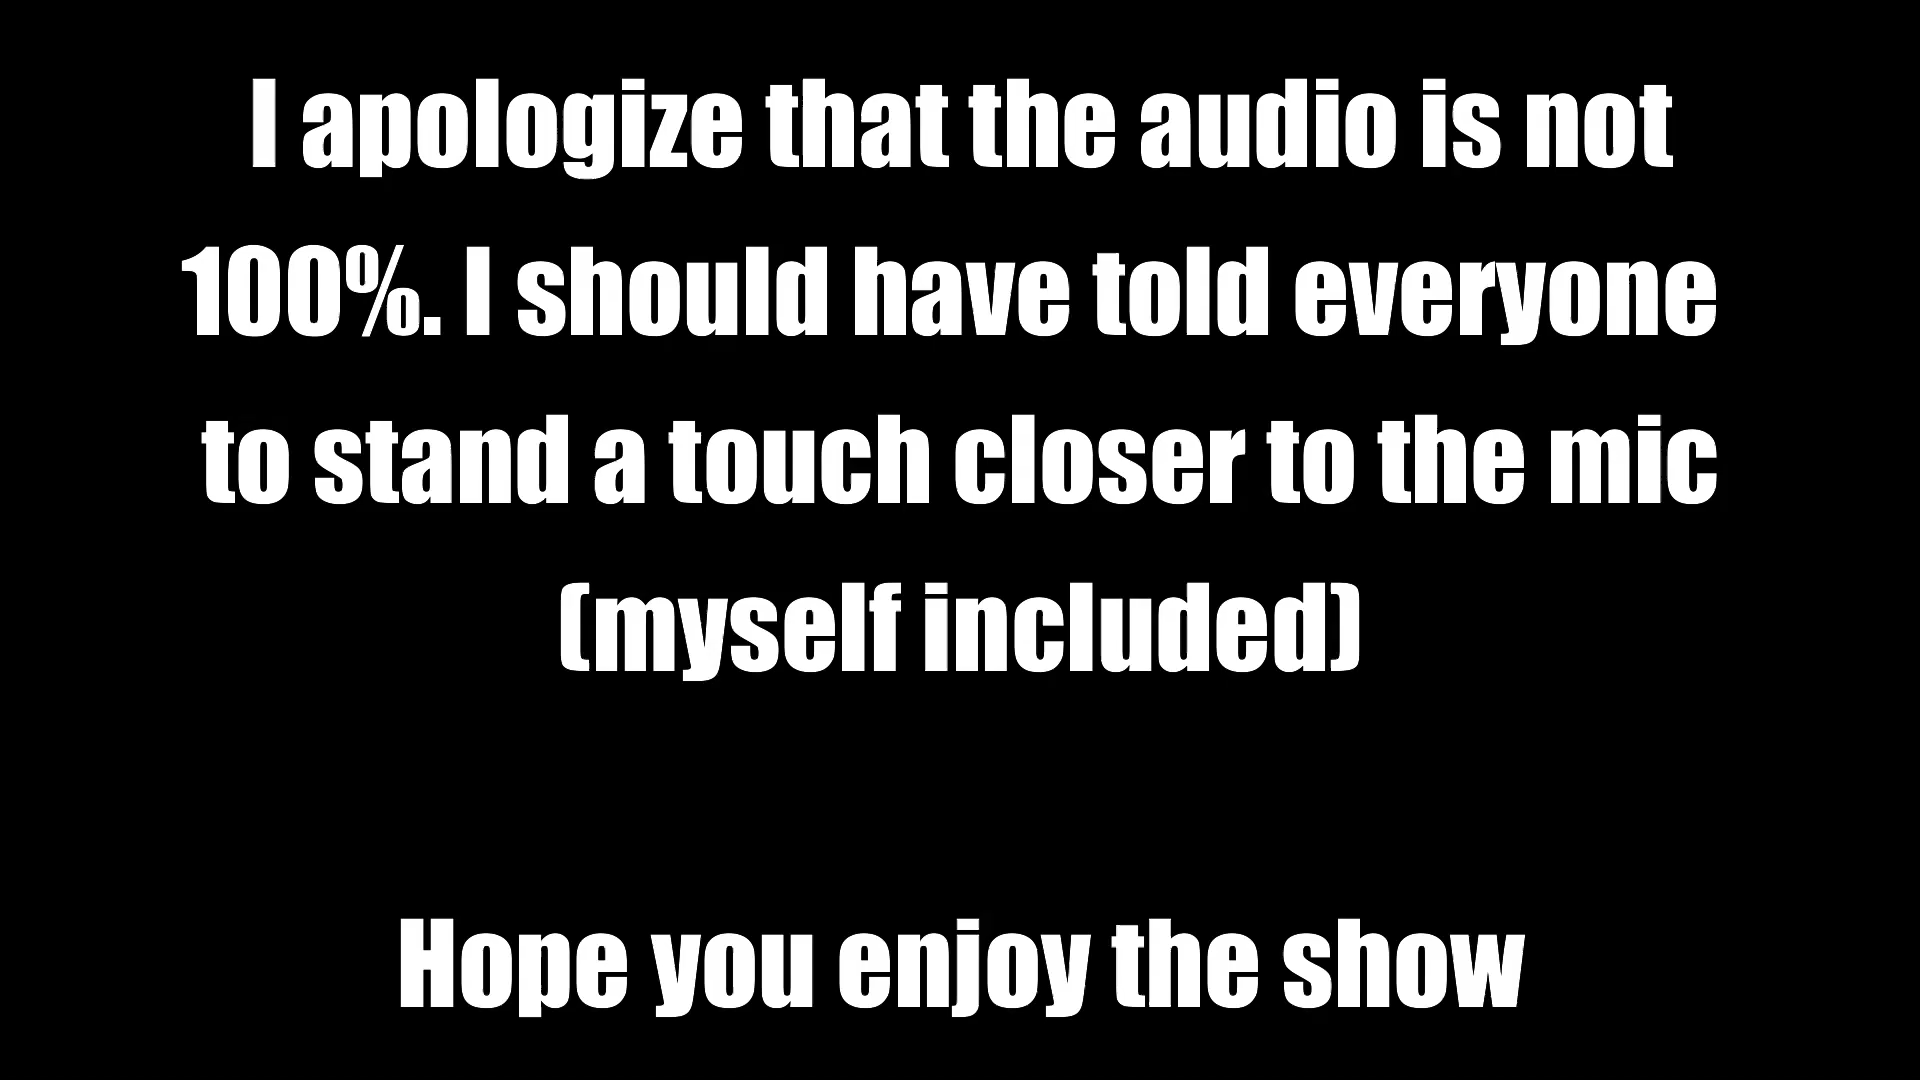 I apologize that the audio is not
100%. I should have told everyone
to stand a touch closer to the mic
(myself included)
Hope you enjoy the show